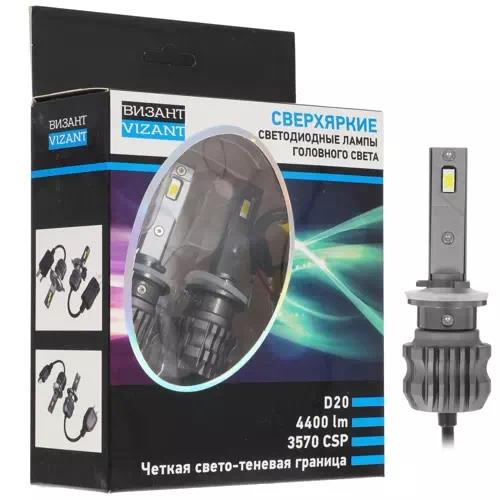 ВИЗАНТ
VIZANT
ВИЗАНТ
VIZANT
СВЕРХЯРКИЕ
СВЕТОДИОДНЫЕ ЛАМПЫ
ГОЛОВНОГО СВЕТА
D20
4400 lm
3570 CSP
Четкая свето-теневая граница